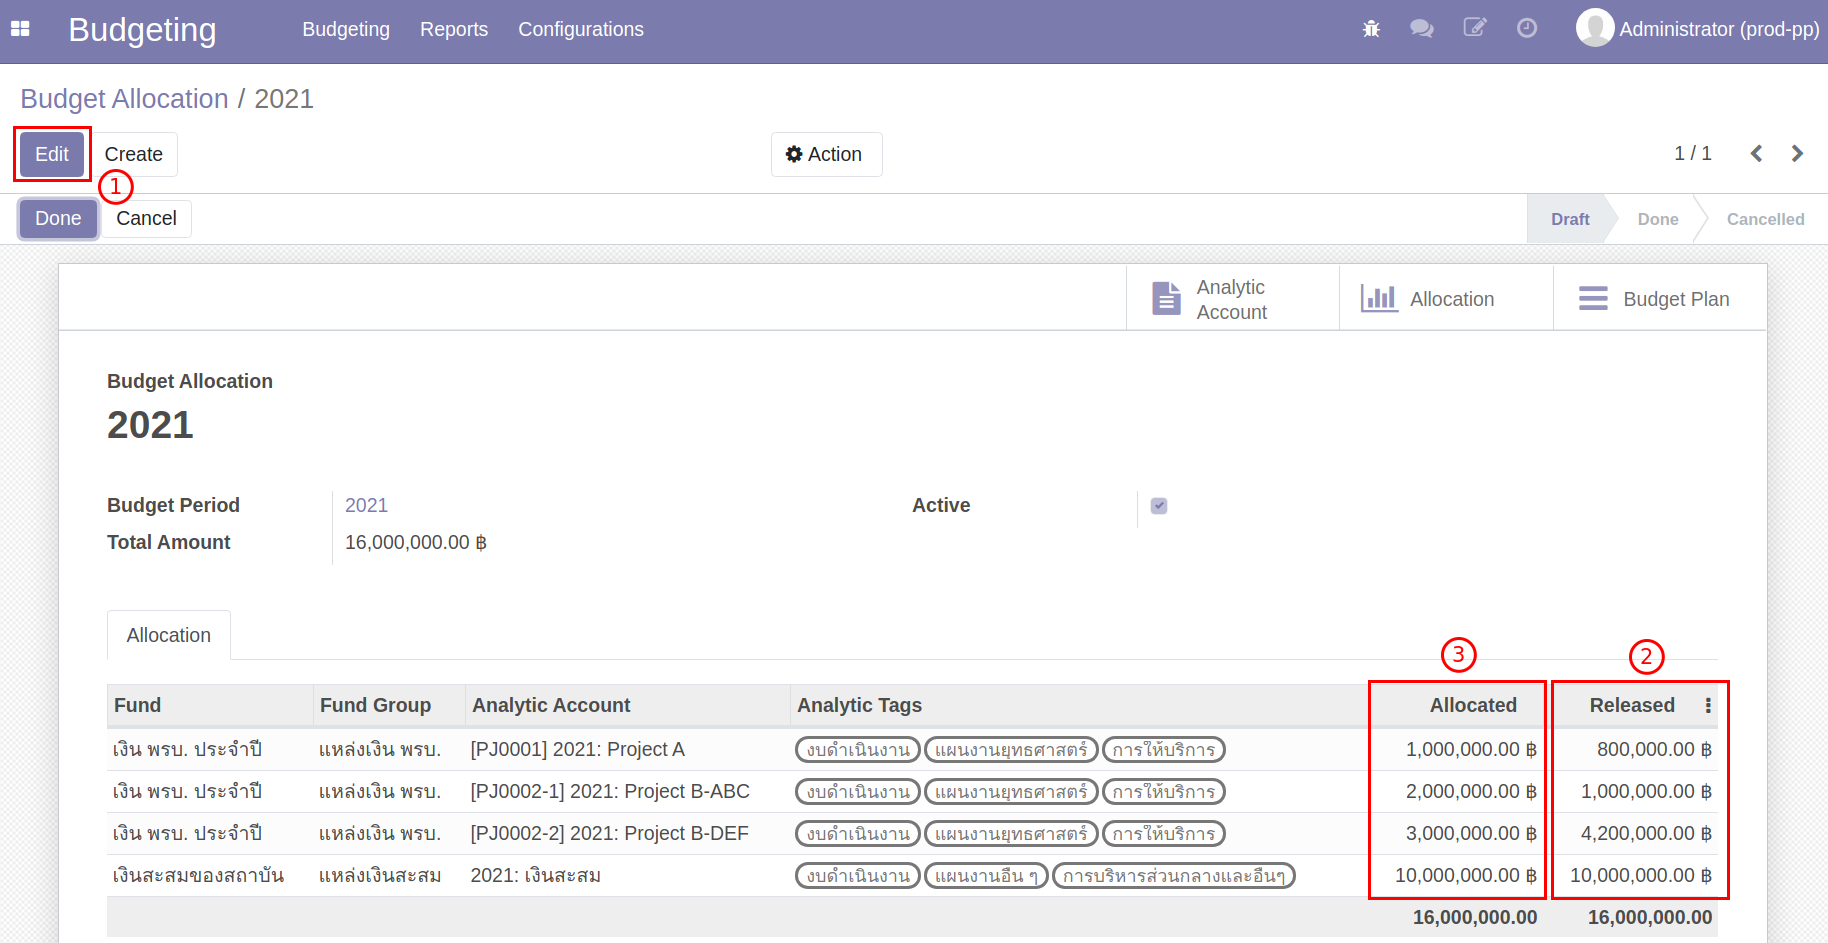 Budgeting Budgeting Reports Configurations Administrator (prod-pp)
Budget Allocation / 2021
Edit Create Action 1 / 1
1
Done Cancel Draft Done Cancelled
Analytic Account Allocation Budget Plan
Budget Allocation
2021
Budget Period 2021 Active
Total Amount 16,000,000.00 ฿
Allocation
3 2
Fund Fund Group Analytic Account Analytic Tags Allocated Released
เงิน พรบ. ประจำปี แหล่งเงิน พรบ. [PJ0001] 2021: Project A งบดำเนินงาน แผนงานยุทธศาสตร์ การให้บริการ 1,000,000.00 ฿ 800,000.00 ฿
เงิน พรบ. ประจำปี แหล่งเงิน พรบ. [PJ0002-1] 2021: Project B-ABC งบดำเนินงาน แผนงานยุทธศาสตร์ การให้บริการ 2,000,000.00 ฿ 1,000,000.00 ฿
เงิน พรบ. ประจำปี แหล่งเงิน พรบ. [PJ0002-2] 2021: Project B-DEF งบดำเนินงาน แผนงานยุทธศาสตร์ การให้บริการ 3,000,000.00 ฿ 4,200,000.00 ฿
เงินสะสมของสถาบัน แหล่งเงินสะสม 2021: เงินสะสม งบดำเนินงาน แผนงานอื่น ๆ การบริหารส่วนกลางและอื่นๆ 10,000,000.00 ฿ 10,000,000.00 ฿
16,000,000.00 16,000,000.00